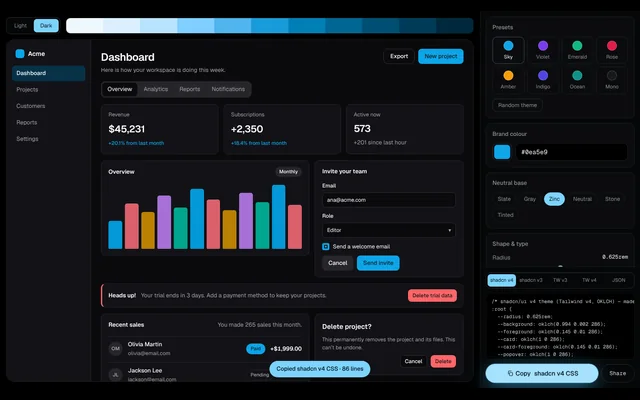 Light
Dark
Acme
Dashboard
Projects
Customers
Reports
Settings
Dashboard
Here is how your workspace is doing this week.
Export
New project
Overview
Analytics
Reports
Notifications
Revenue
$45,231
+20.1% from last month
Subscriptions
+2,350
+18.4% from last month
Active now
573
+201 since last hour
Overview
Monthly
Invite your team
Email
ana@acme.com
Role
Editor
Send a welcome email
Cancel
Send invite
Heads up!
Your trial ends in 3 days. Add a payment method to keep your projects.
Delete trial data
Recent sales
You made 265 sales this month.
OM
Olivia Martin
olivia@email.com
Paid
+$1,999.00
JL
Jackson Lee
jackson@email.com
Pending
Delete project?
This permanently removes the project and its files. This
can't be undone.
Cancel
Delete
Copied shadcn v4 CSS · 86 lines
Presets
Sky
Violet
Emerald
Rose
Amber
Indigo
Ocean
Mono
Random theme
Brand colour
#0ea5e9
Neutral base
Slate
Gray
Zinc
Neutral
Stone
Tinted
Shape & type
Radius
0.625rem
shadcn v4
shadcn v3
TW v3
TW v4
JSON
/* shadcn/ui v4 theme (Tailwind v4, OKLCH) — made
:root {
--radius: 0.625rem;
--background: oklch(0.994 0.002 286);
--foreground: oklch(0.145 0.01 286);
--card: oklch(1 0 286);
--card-foreground: oklch(0.145 0.01 286);
--popover: oklch(1 0 286);
Copy shadcn v4 CSS
Share